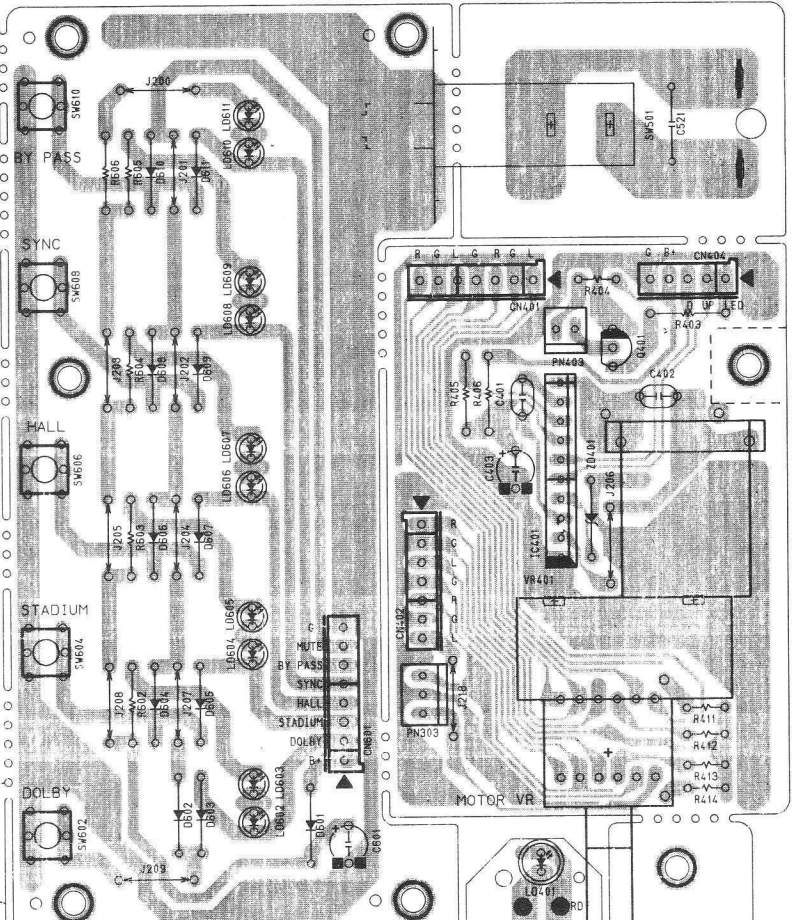 J200
SW610
LD611
LD610
BY PASS
R606
R605
D610
J201
D611
SW501
C521
SYNC
SW608
LD609
LD608
R G L G R G L
CN401
G B+
CN404
D UP LED
R404
R403
PN403
Q401
J203
R604
D608
J202
D609
R405
R406
C401
C402
HALL
SW606
LD607
LD606
C403
IC401
ZD401
J206
J205
R603
D606
J204
D607
R
G
L
G
R
G
L
CN402
VR401
STADIUM
SW604
LD605
LD604
G
MUTE
BY PASS
SYNC
HALL
STADIUM
DOLBY
B+
CN601
J208
R602
D604
J207
D605
PN303
J218
R411
R412
R413
R414
MOTOR VR
DOLBY
SW602
LD603
LD602
D602
D603
D601
C601
J209
LD401
RD